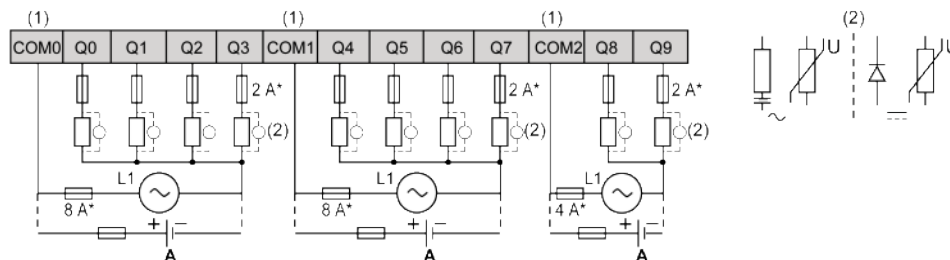 (1) (1) (1) (2)
COM0 Q0 Q1 Q2 Q3 COM1 Q4 Q5 Q6 Q7 COM2 Q8 Q9
U U
2 A* 2 A* 2 A*
(2) (2) (2)
L1 L1 L1
8 A* 8 A* 4 A*
A A A